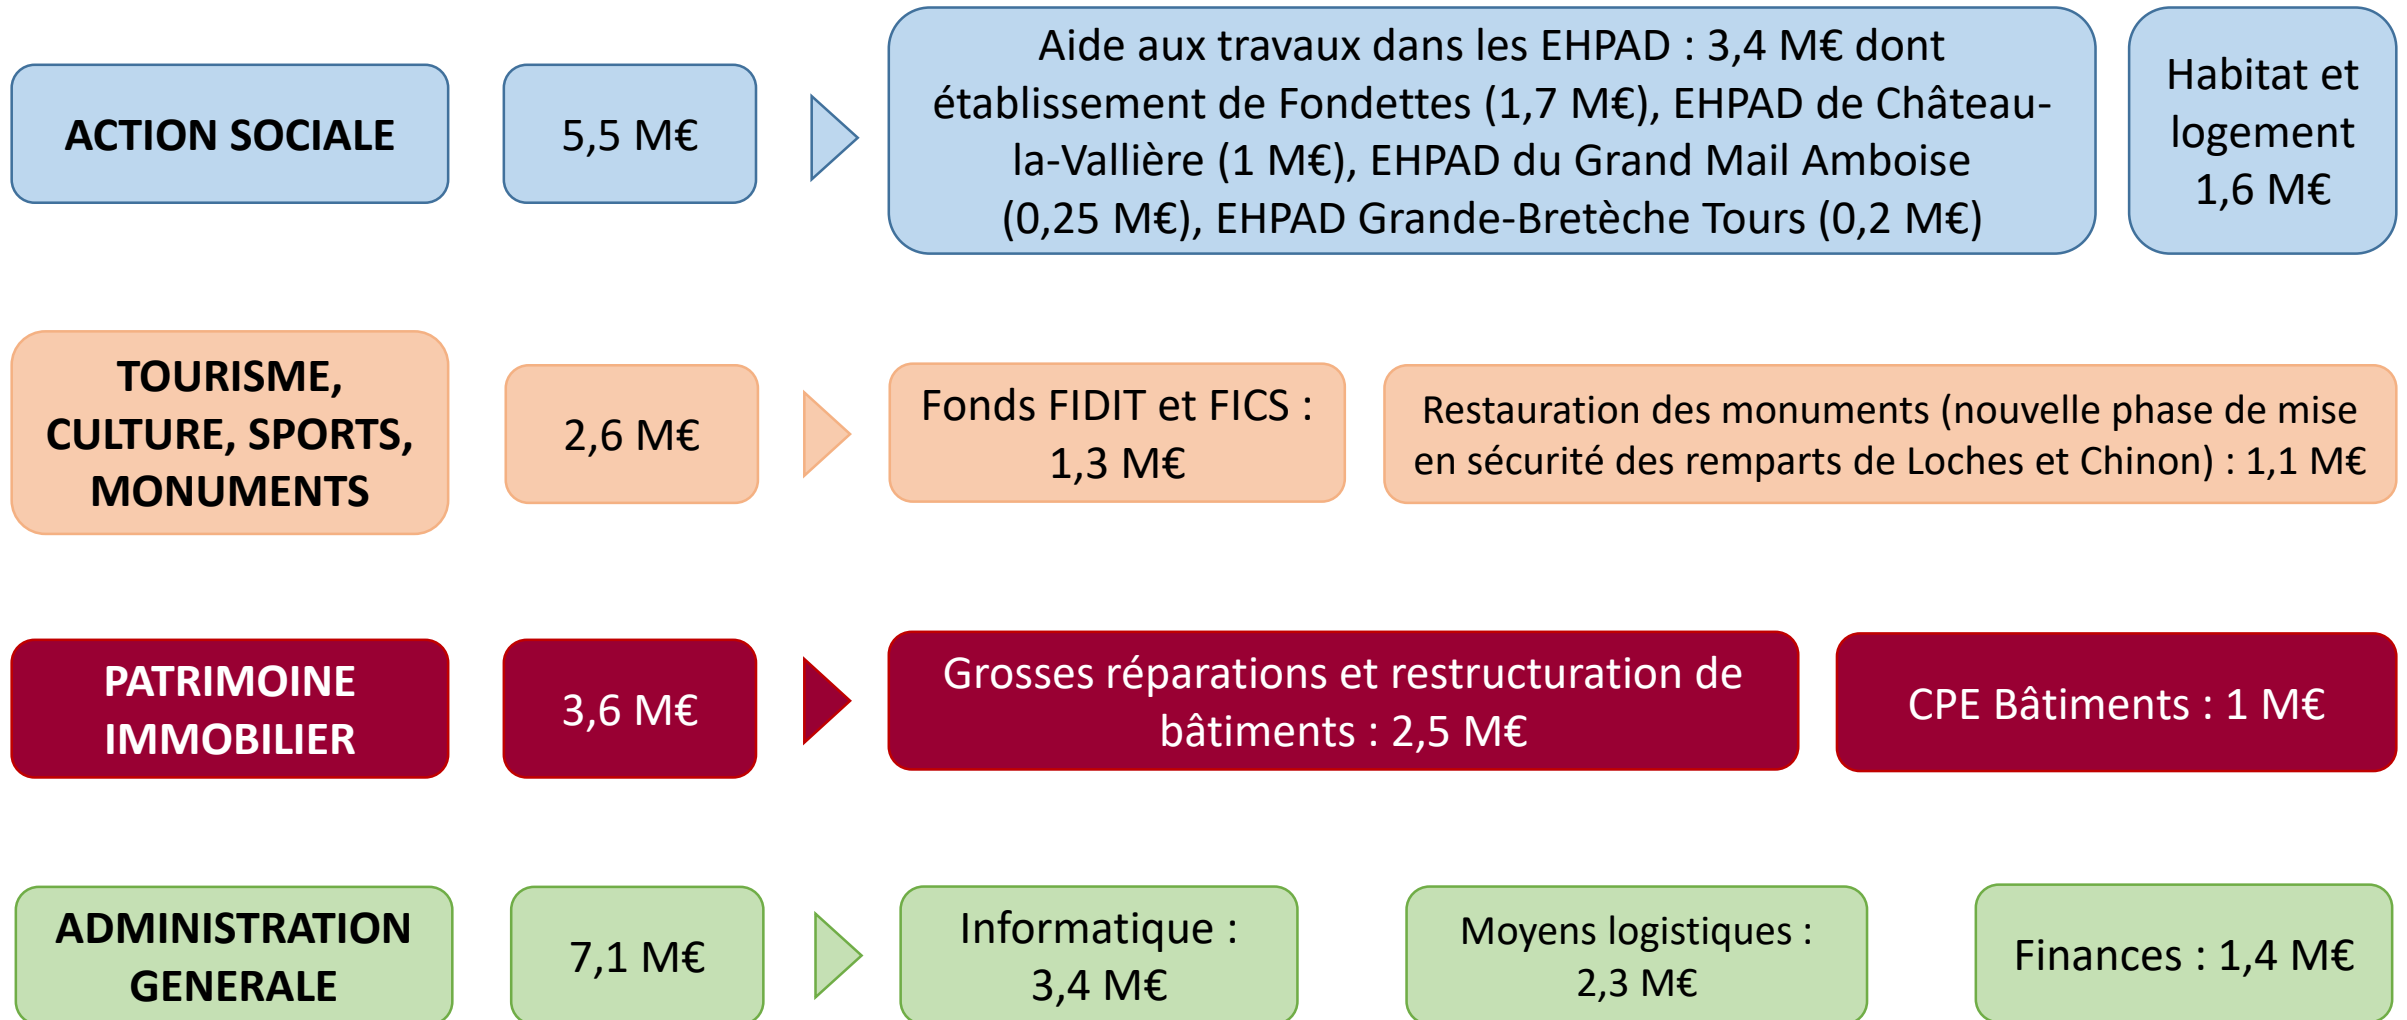 ACTION SOCIALE
5,5 M€
Aide aux travaux dans les EHPAD : 3,4 M€ dont
établissement de Fondettes (1,7 M€), EHPAD de Château-
la-Vallière (1 M€), EHPAD du Grand Mail Amboise
(0,25 M€), EHPAD Grande-Bretèche Tours (0,2 M€)
Habitat et
logement
1,6 M€
TOURISME,
CULTURE, SPORTS,
MONUMENTS
2,6 M€
Fonds FIDIT et FICS :
1,3 M€
Restauration des monuments (nouvelle phase de mise
en sécurité des remparts de Loches et Chinon) : 1,1 M€
PATRIMOINE
IMMOBILIER
3,6 M€
Grosses réparations et restructuration de
bâtiments : 2,5 M€
CPE Bâtiments : 1 M€
ADMINISTRATION
GENERALE
7,1 M€
Informatique :
3,4 M€
Moyens logistiques :
2,3 M€
Finances : 1,4 M€